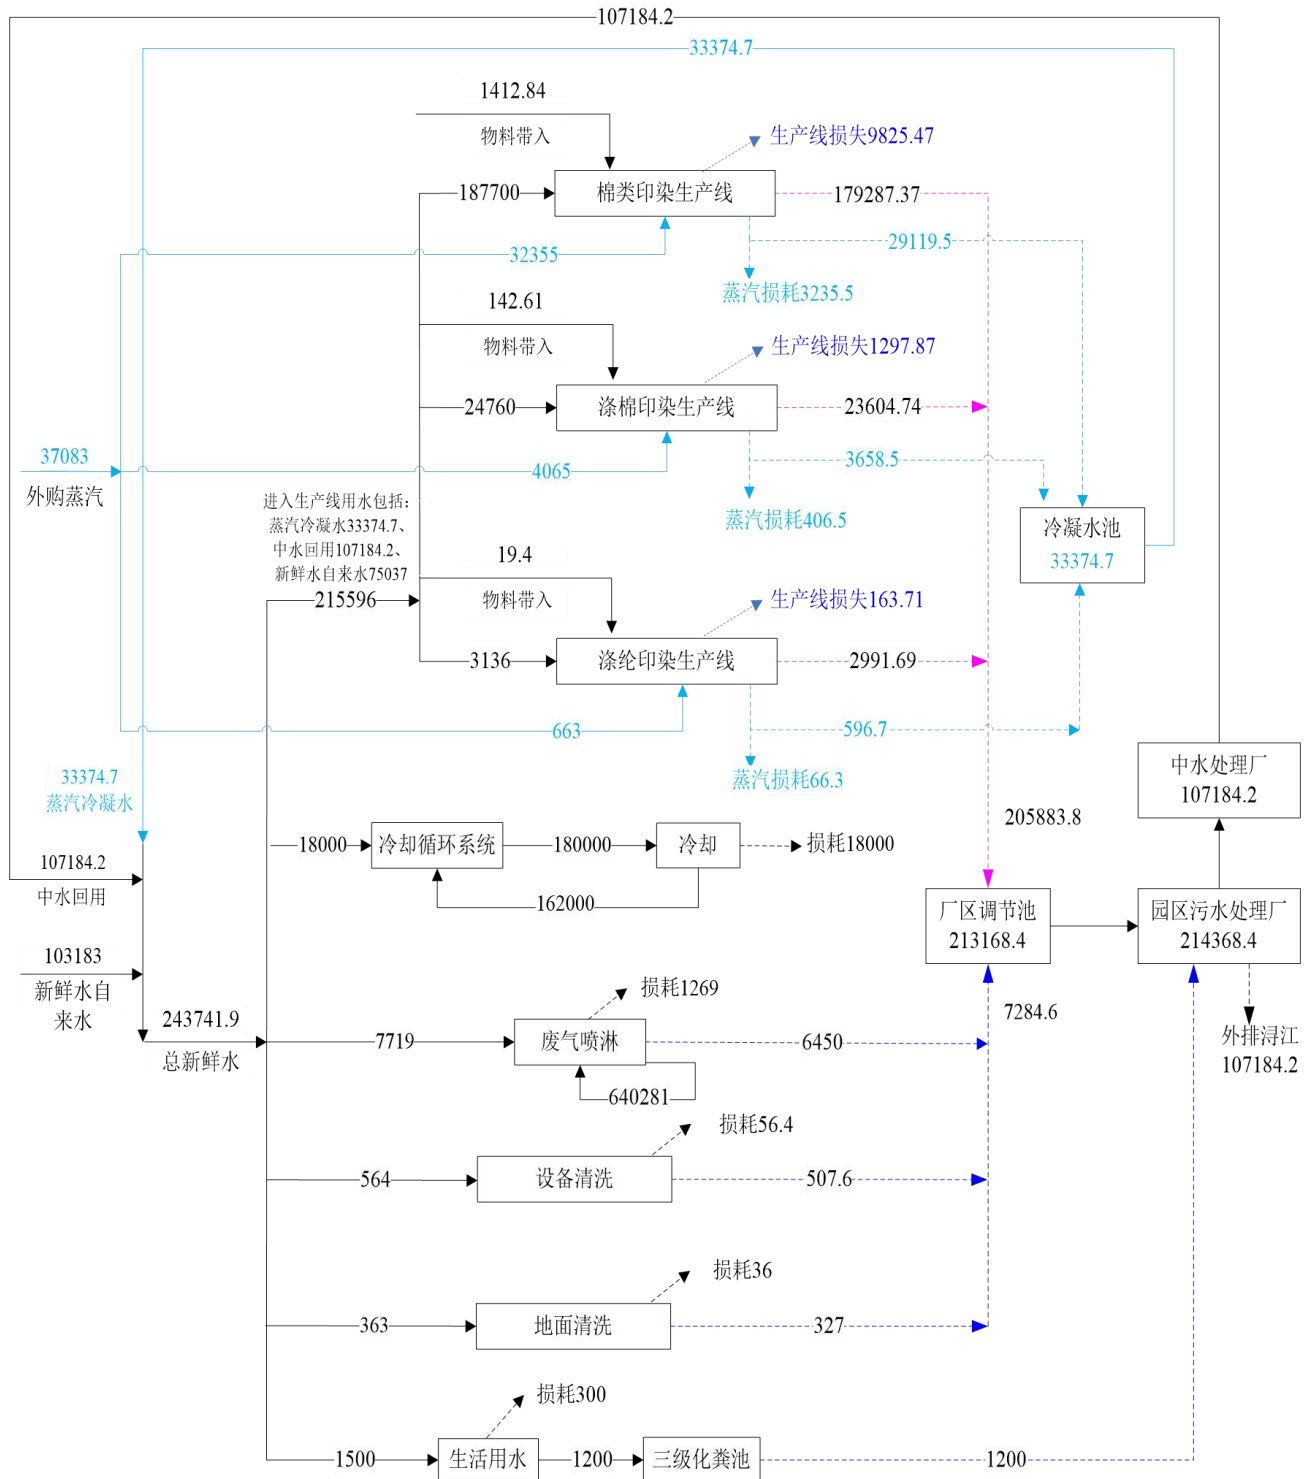 107184.2
33374.7
1412.84
物料带入
生产线损失9825.47
187700
棉类印染生产线
179287.37
32355
29119.5
蒸汽损耗3235.5
142.61
物料带入
生产线损失1297.87
24760
涤棉印染生产线
23604.74
37083
外购蒸汽
4065
3658.5
蒸汽损耗406.5
进入生产线用水包括：
蒸汽冷凝水33374.7、
中水回用107184.2、
新鲜水自来水75037
215596
冷凝水池
33374.7
19.4
物料带入
生产线损失163.71
3136
涤纶印染生产线
2991.69
663
596.7
蒸汽损耗66.3
33374.7
蒸汽冷凝水
中水处理厂
107184.2
205883.8
18000
冷却循环系统
180000
冷却
损耗18000
162000
107184.2
中水回用
厂区调节池
213168.4
园区污水处理厂
214368.4
103183
新鲜水自
来水
243741.9
总新鲜水
损耗1269
7719
废气喷淋
6450
640281
7284.6
外排浔江
107184.2
损耗56.4
564
设备清洗
507.6
损耗36
363
地面清洗
327
损耗300
1500
生活用水
1200
三级化粪池
1200